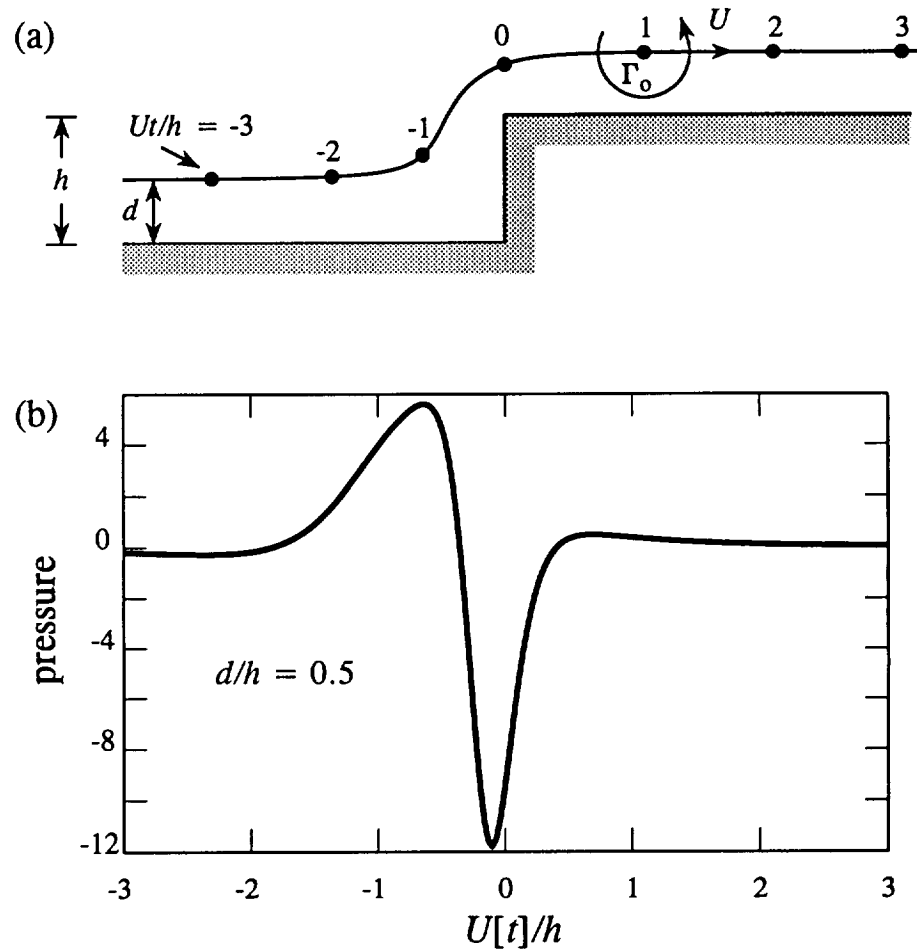 (a)
0 1 U 2 3
Γo
Ut/h = -3
-2 -1
h
d
(b)
4
0
-4
-8
-12
pressure
d/h = 0.5
-3 -2 -1 0 1 2 3
U[t]/h